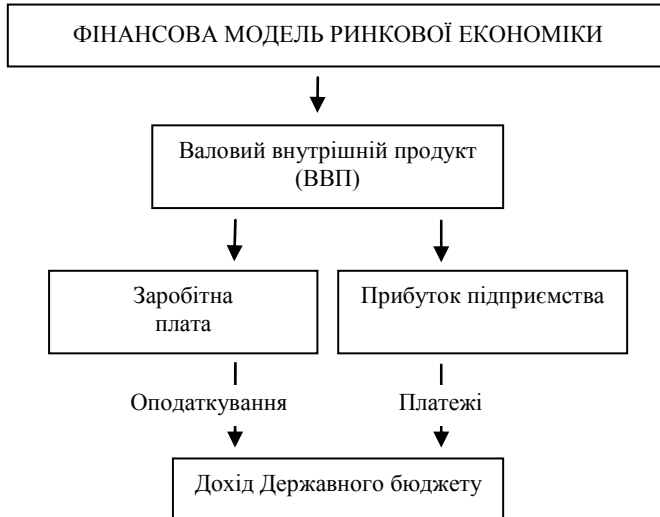 ФІНАНСОВА МОДЕЛЬ РИНКОВОЇ ЕКОНОМІКИ
Валовий внутрішній продукт
(ВВП)
Заробітна
плата
Прибуток підприємства
Оподаткування
Платежі
Дохід Державного бюджету